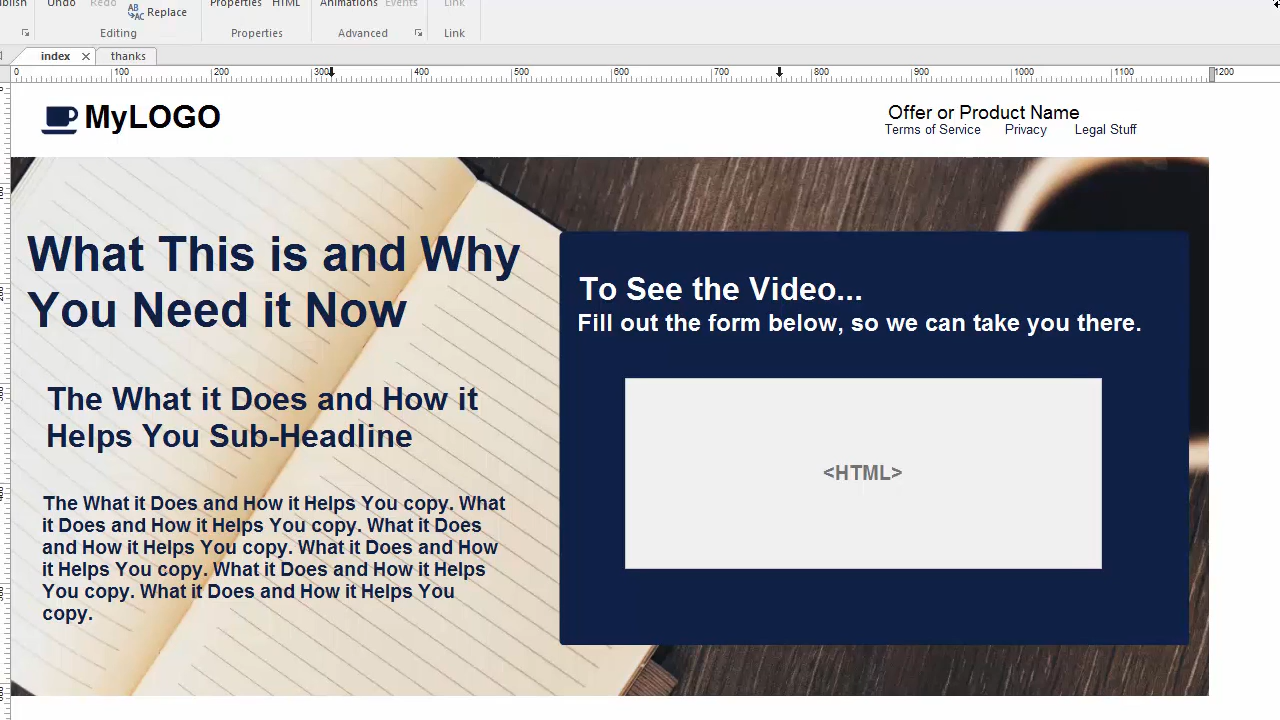 Undo Redo Replace Properties HTML Animations Events Link
Editing Properties Advanced Link
index thanks
0 100 200 300 400 500 600 700 800 900 1000 1100 1200
MyLOGO
Offer or Product Name
Terms of Service Privacy Legal Stuff
What This is and Why
You Need it Now
The What it Does and How it
Helps You Sub-Headline
The What it Does and How it Helps You copy. What
it Does and How it Helps You copy. What it Does
and How it Helps You copy. What it Does and How
it Helps You copy. What it Does and How it Helps
You copy. What it Does and How it Helps You
copy.
To See the Video...
Fill out the form below, so we can take you there.
<HTML>